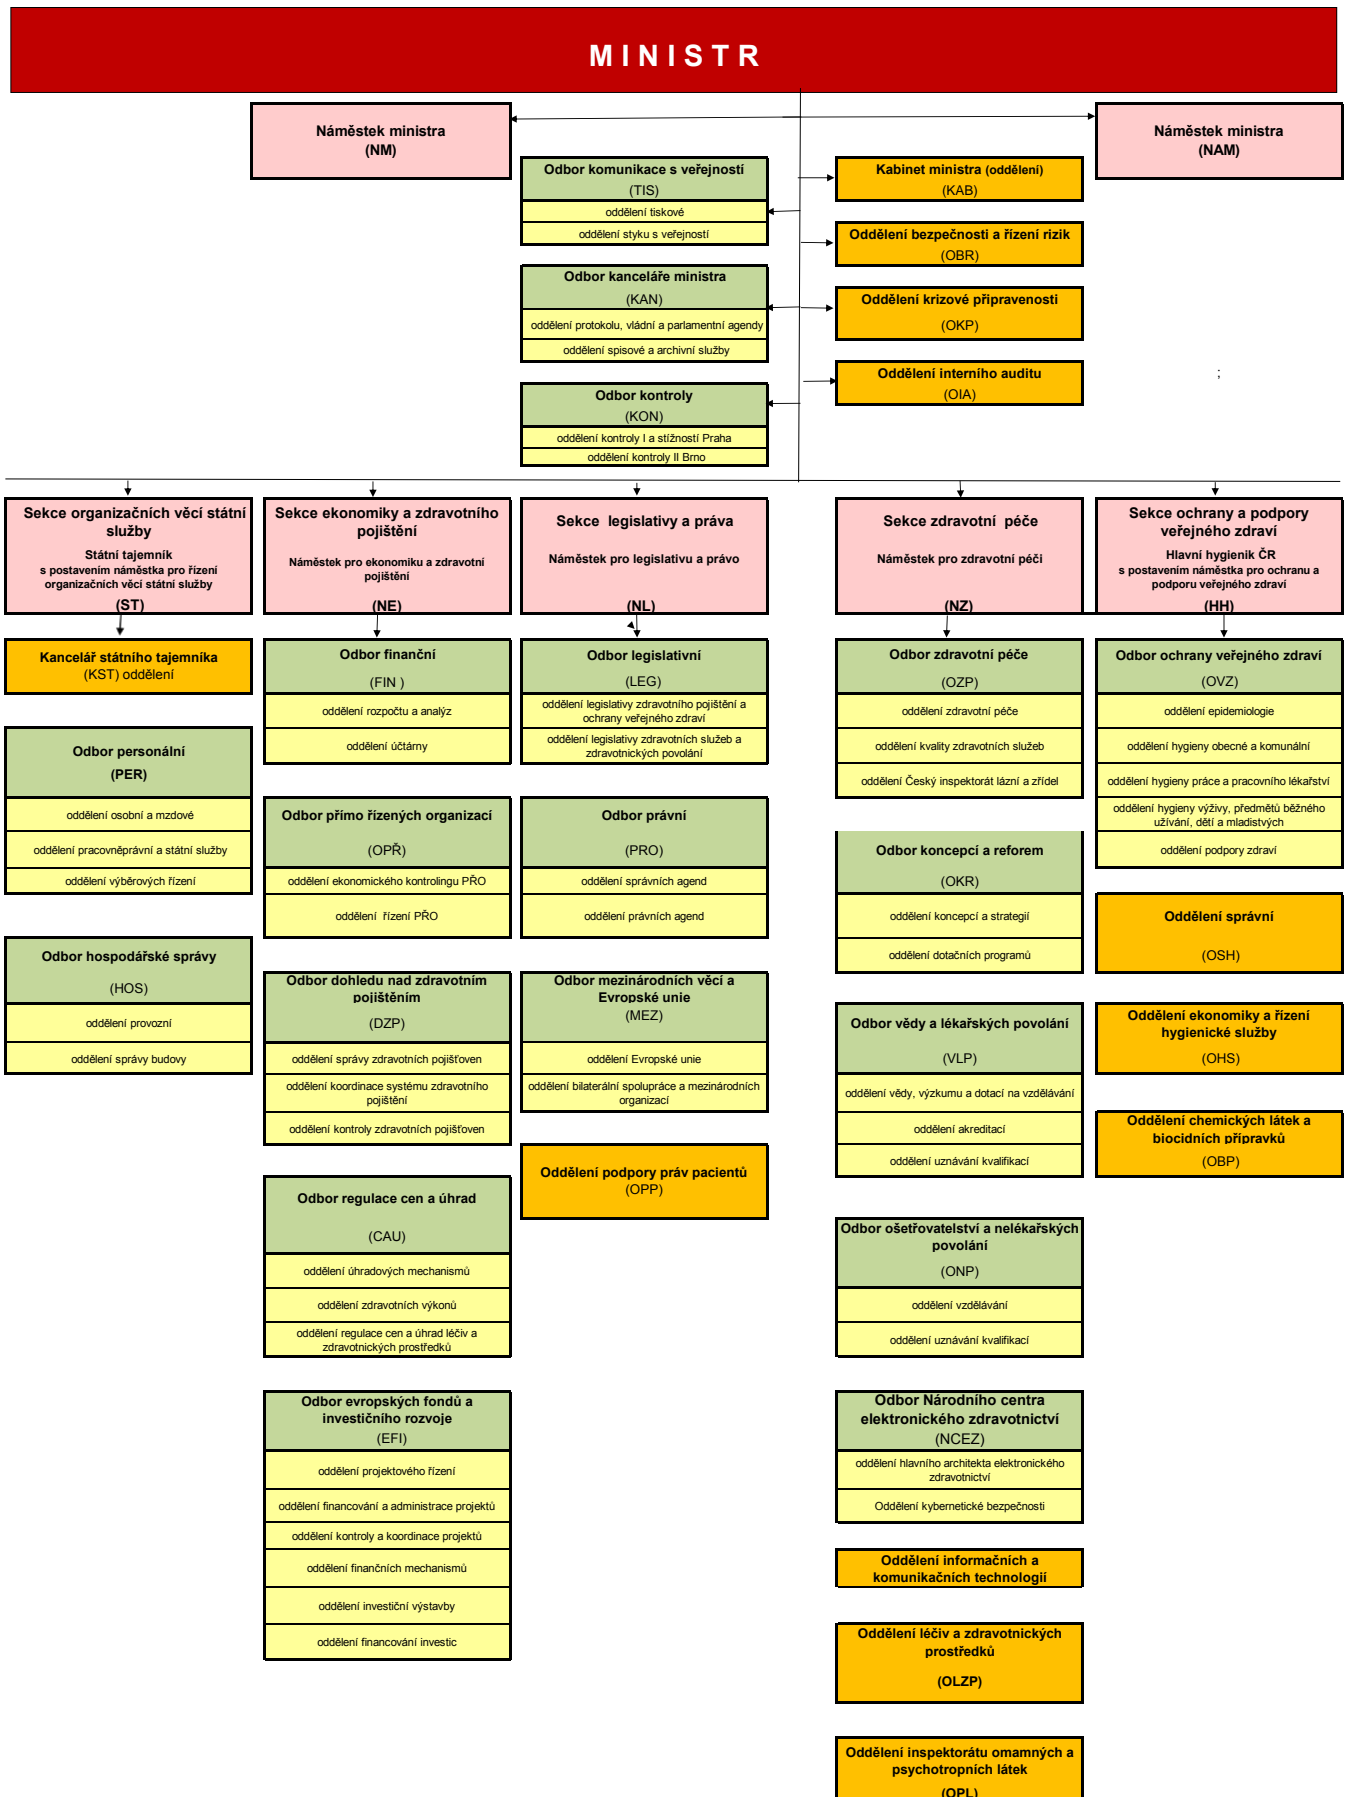 MINISTR
Náměstek ministra
(NM)
Náměstek ministra
(NAM)
Odbor komunikace s veřejností
(TIS)
oddělení tiskové
oddělení styku s veřejností
Kabinet ministra (oddělení)
(KAB)
Oddělení bezpečnosti a řízení rizik
(OBR)
Odbor kanceláře ministra
(KAN)
oddělení protokolu, vládní a parlamentní agendy
oddělení spisové a archivní služby
Oddělení krizové připravenosti
(OKP)
Oddělení interního auditu
(OIA)
;
Odbor kontroly
(KON)
oddělení kontroly I a stížností Praha
oddělení kontroly II Brno
Sekce organizačních věcí státní
služby
Státní tajemník
s postavením náměstka pro řízení
organizačních věcí státní služby
(ST)
Kancelář státního tajemníka
(KST) oddělení
Odbor personální
(PER)
oddělení osobní a mzdové
oddělení pracovněprávní a státní služby
oddělení výběrových řízení
Odbor hospodářské správy
(HOS)
oddělení provozní
oddělení správy budovy
Sekce ekonomiky a zdravotního
pojištění
Náměstek pro ekonomiku a zdravotní
pojištění
(NE)
Odbor finanční
(FIN )
oddělení rozpočtu a analýz
oddělení účtárny
Odbor přímo řízených organizací
(OPŘ)
oddělení ekonomického kontrolingu PŘO
oddělení  řízení PŘO
Odbor dohledu nad zdravotním
pojištěním
(DZP)
oddělení správy zdravotních pojišťoven
oddělení koordinace systému zdravotního
pojištění
oddělení kontroly zdravotních pojišťoven
Odbor regulace cen a úhrad
(CAU)
oddělení úhradových mechanismů
oddělení zdravotních výkonů
oddělení regulace cen a úhrad léčiv a
zdravotnických prostředků
Odbor evropských fondů a
investičního rozvoje
(EFI)
oddělení projektového řízení
oddělení financování a administrace projektů
oddělení kontroly a koordinace projektů
oddělení finančních mechanismů
oddělení investiční výstavby
oddělení financování investic
Sekce  legislativy a práva
Náměstek pro legislativu a právo
(NL)
Odbor legislativní
(LEG)
oddělení legislativy zdravotního pojištění a
ochrany veřejného zdraví
oddělení legislativy zdravotních služeb a
zdravotnických povolání
Odbor právní
(PRO)
oddělení správních agend
oddělení právních agend
Odbor mezinárodních věcí a
Evropské unie
(MEZ)
oddělení Evropské unie
oddělení bilaterální spolupráce a mezinárodních
organizací
Oddělení podpory práv pacientů
(OPP)
Sekce zdravotní  péče
Náměstek pro zdravotní péči
(NZ)
Odbor zdravotní péče
(OZP)
oddělení zdravotní péče
oddělení kvality zdravotních služeb
oddělení Český inspektorát lázní a zřídel
Odbor koncepcí a reforem
(OKR)
oddělení koncepcí a strategií
oddělení dotačních programů
Odbor vědy a lékařských povolání
(VLP)
oddělení vědy, výzkumu a dotací na vzdělávání
oddělení akreditací
oddělení uznávání kvalifikací
Odbor ošetřovatelství a nelékařských
povolání
(ONP)
oddělení vzdělávání
oddělení uznávání kvalifikací
Odbor Národního centra
elektronického zdravotnictví
(NCEZ)
oddělení hlavního architekta elektronického
zdravotnictví
Oddělení kybernetické bezpečnosti
Oddělení informačních a
komunikačních technologií
Oddělení léčiv a zdravotnických
prostředků
(OLZP)
Oddělení inspektorátu omamných a
psychotropních látek
(OPL)
Sekce ochrany a podpory
veřejného zdraví
Hlavní hygienik ČR
s postavením náměstka pro ochranu a
podporu veřejného zdraví
(HH)
Odbor ochrany veřejného zdraví
(OVZ)
oddělení epidemiologie
oddělení hygieny obecné a komunální
oddělení hygieny práce a pracovního lékařství
oddělení hygieny výživy, předmětů běžného
užívání, dětí a mladistvých
oddělení podpory zdraví
Oddělení správní
(OSH)
Oddělení ekonomiky a řízení
hygienické služby
(OHS)
Oddělení chemických látek a
biocidních přípravků
(OBP)